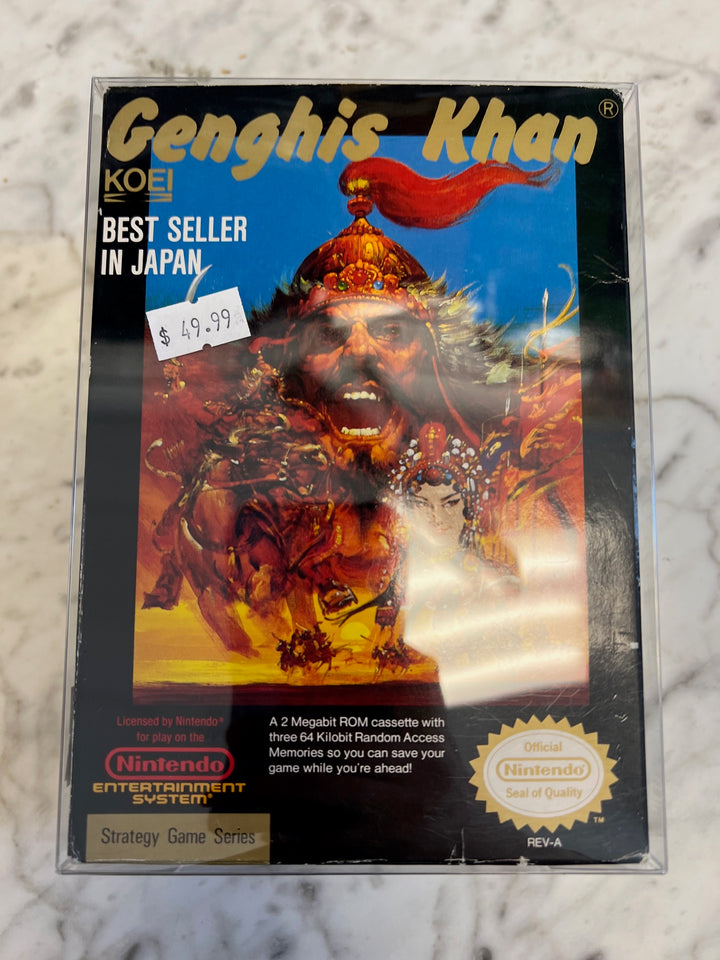 Genghis Khan®
KOEI
BEST SELLER
IN JAPAN
$ 49.99
Licensed by Nintendo®
for play on the
Nintendo®
ENTERTAINMENT
SYSTEM®
A 2 Megabit ROM cassette with
three 64 Kilobit Random Access
Memories so you can save your
game while you're ahead!
Official
Nintendo®
Seal of Quality
TM
REV-A
Strategy Game Series